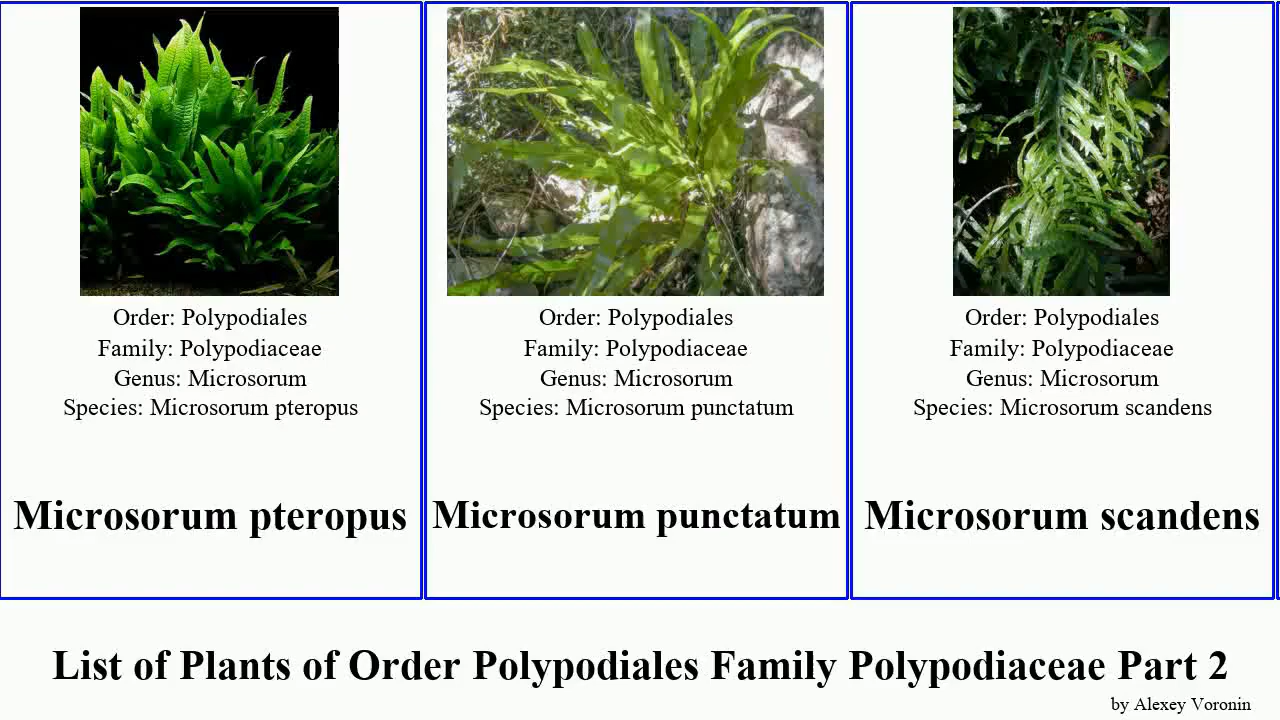 Order: Polypodiales
Family: Polypodiaceae
Genus: Microsorum
Species: Microsorum pteropus
Microsorum pteropus
Order: Polypodiales
Family: Polypodiaceae
Genus: Microsorum
Species: Microsorum punctatum
Microsorum punctatum
Order: Polypodiales
Family: Polypodiaceae
Genus: Microsorum
Species: Microsorum scandens
Microsorum scandens
List of Plants of Order Polypodiales Family Polypodiaceae Part 2
by Alexey Voronin